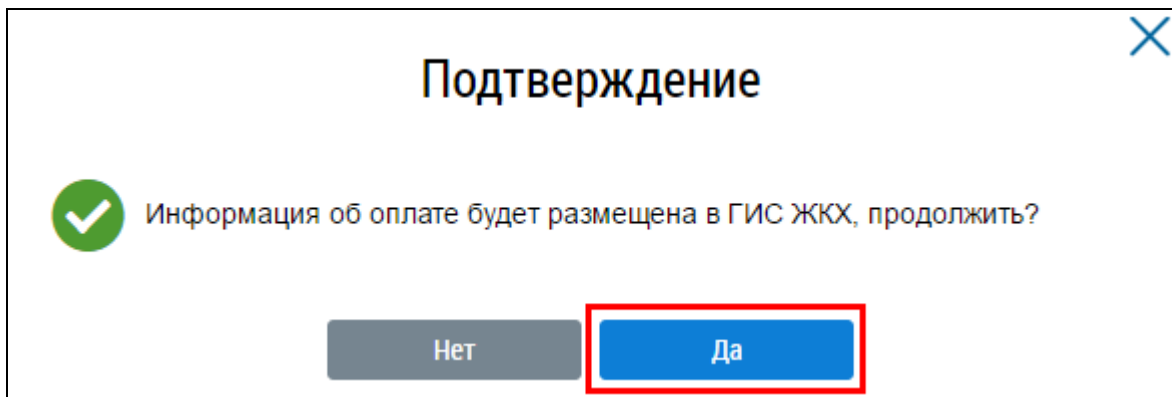 Подтверждение
Информация об оплате будет размещена в ГИС ЖКХ, продолжить?
Нет
Да